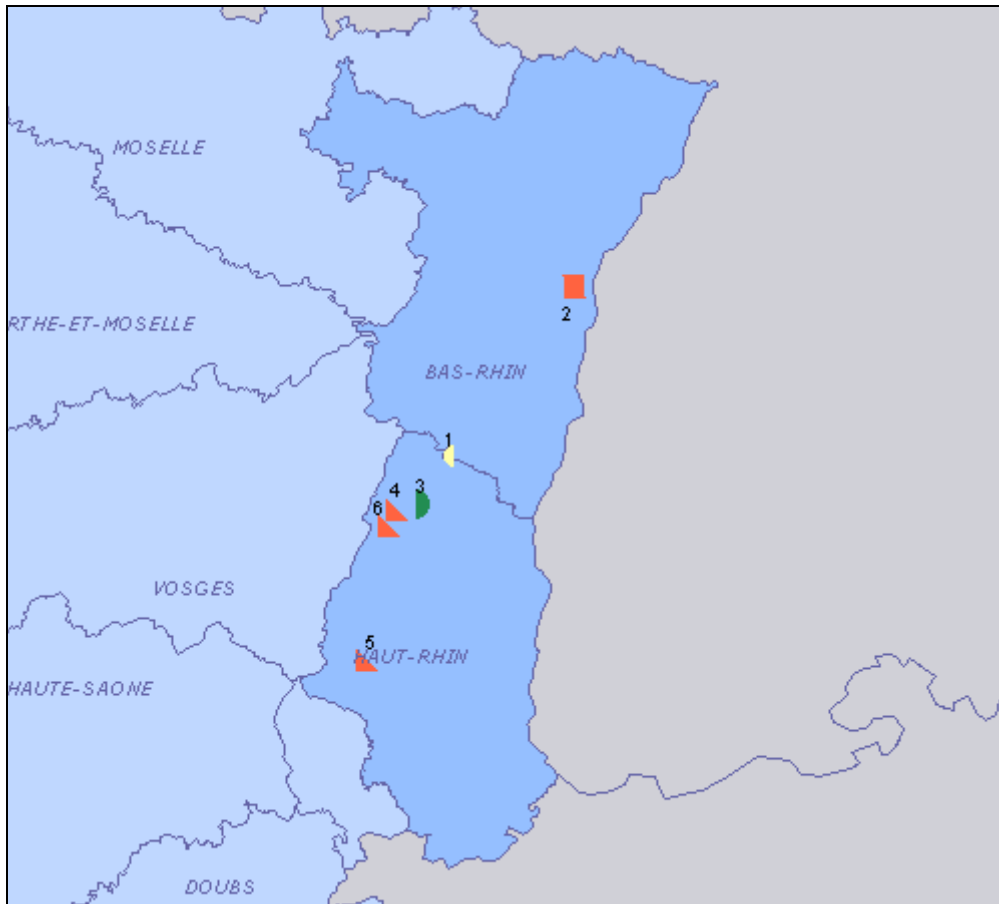 MOSELLE
2
RTHE-ET-MOSELLE
BAS-RHIN
1
3
4
6
VOSGES
5
HAUT-RHIN
HAUTE-SAONE
DOUBS